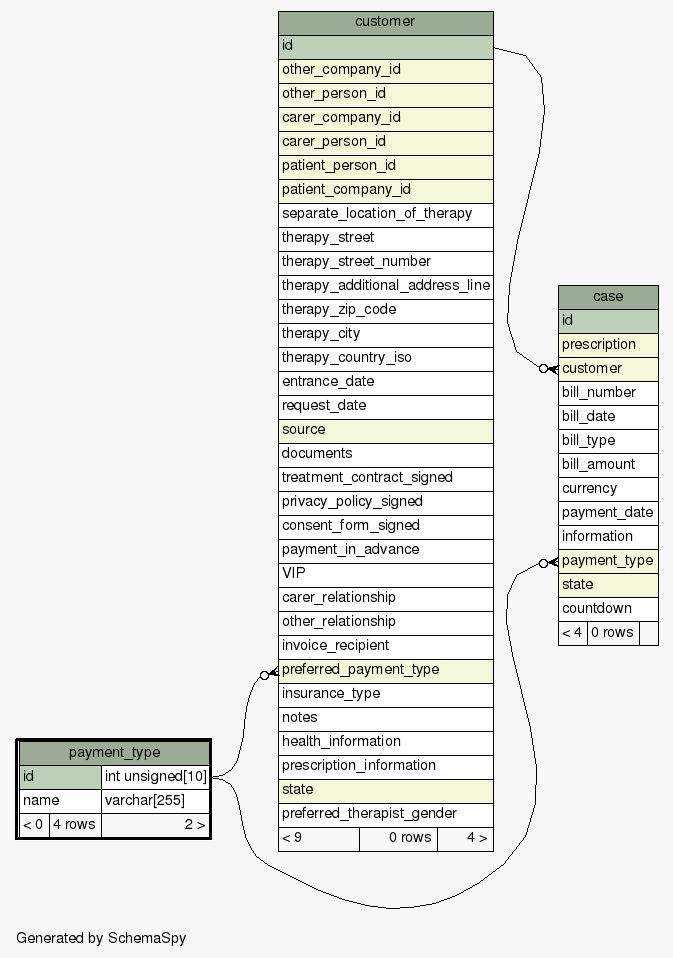 customer
id
other_company_id
other_person_id
carer_company_id
carer_person_id
patient_person_id
patient_company_id
separate_location_of_therapy
therapy_street
therapy_street_number
therapy_additional_address_line
therapy_zip_code
therapy_city
therapy_country_iso
entrance_date
request_date
source
documents
treatment_contract_signed
privacy_policy_signed
consent_form_signed
payment_in_advance
VIP
carer_relationship
other_relationship
invoice_recipient
preferred_payment_type
insurance_type
notes
health_information
prescription_information
state
preferred_therapist_gender
< 9 0 rows 4 >
case
id
prescription
customer
bill_number
bill_date
bill_type
bill_amount
currency
payment_date
information
payment_type
state
countdown
< 4 0 rows
payment_type
id int unsigned[10]
name varchar[255]
< 0 4 rows 2 >
Generated by SchemaSpy